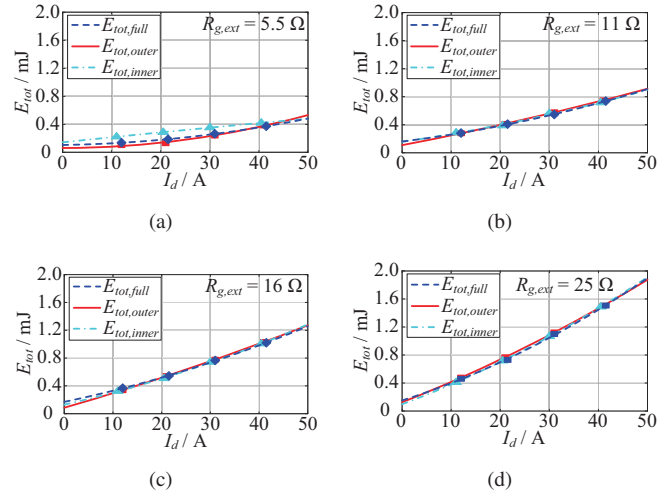 2.0
1.6
1.2
0.8
0.4
0
E_tot / mJ
E_tot,full
E_tot,outer
E_tot,inner
R_g,ext = 5.5 Ω
0 10 20 30 40 50
I_d / A
(a)
2.0
1.6
1.2
0.8
0.4
0
E_tot / mJ
E_tot,full
E_tot,outer
E_tot,inner
R_g,ext = 11 Ω
0 10 20 30 40 50
I_d / A
(b)
2.0
1.6
1.2
0.8
0.4
0
E_tot / mJ
E_tot,full
E_tot,outer
E_tot,inner
R_g,ext = 16 Ω
0 10 20 30 40 50
I_d / A
(c)
2.0
1.6
1.2
0.8
0.4
0
E_tot / mJ
E_tot,full
E_tot,outer
E_tot,inner
R_g,ext = 25 Ω
0 10 20 30 40 50
I_d / A
(d)